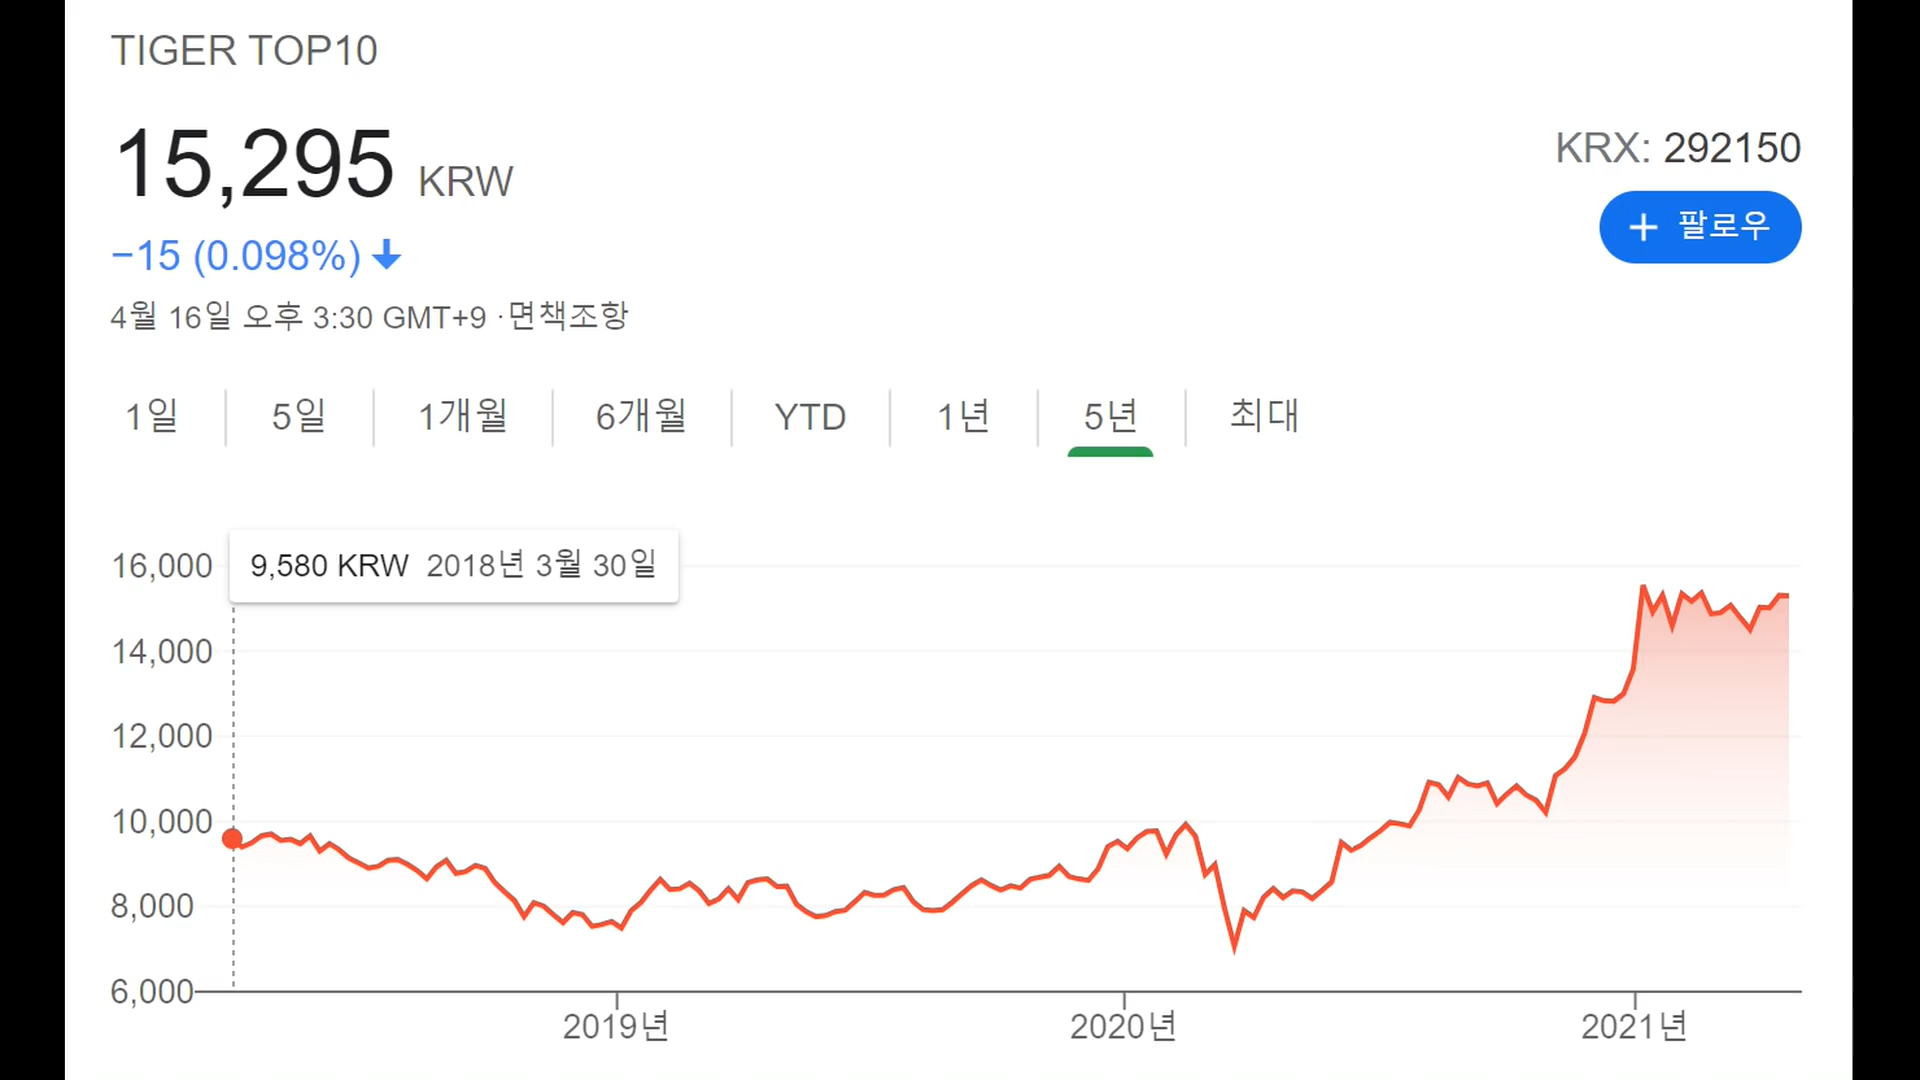 TIGER TOP10
15,295 KRW
KRX: 292150
+ 팔로우
−15 (0.098%)
4월 16일 오후 3:30 GMT+9 · 면책조항
1일 5일 1개월 6개월 YTD 1년 5년 최대
9,580 KRW 2018년 3월 30일
16,000
14,000
12,000
10,000
8,000
6,000
2019년 2020년 2021년